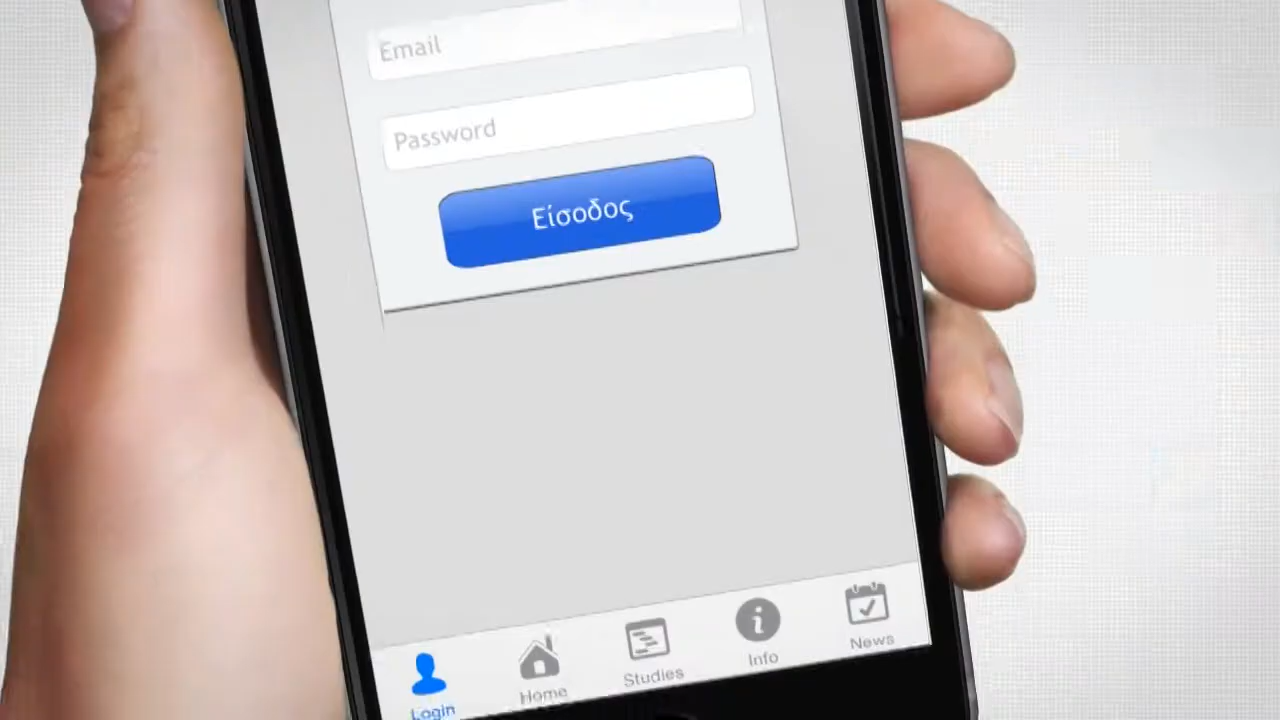 Email
Password
Είσοδος
Login
Home
Studies
Info
News